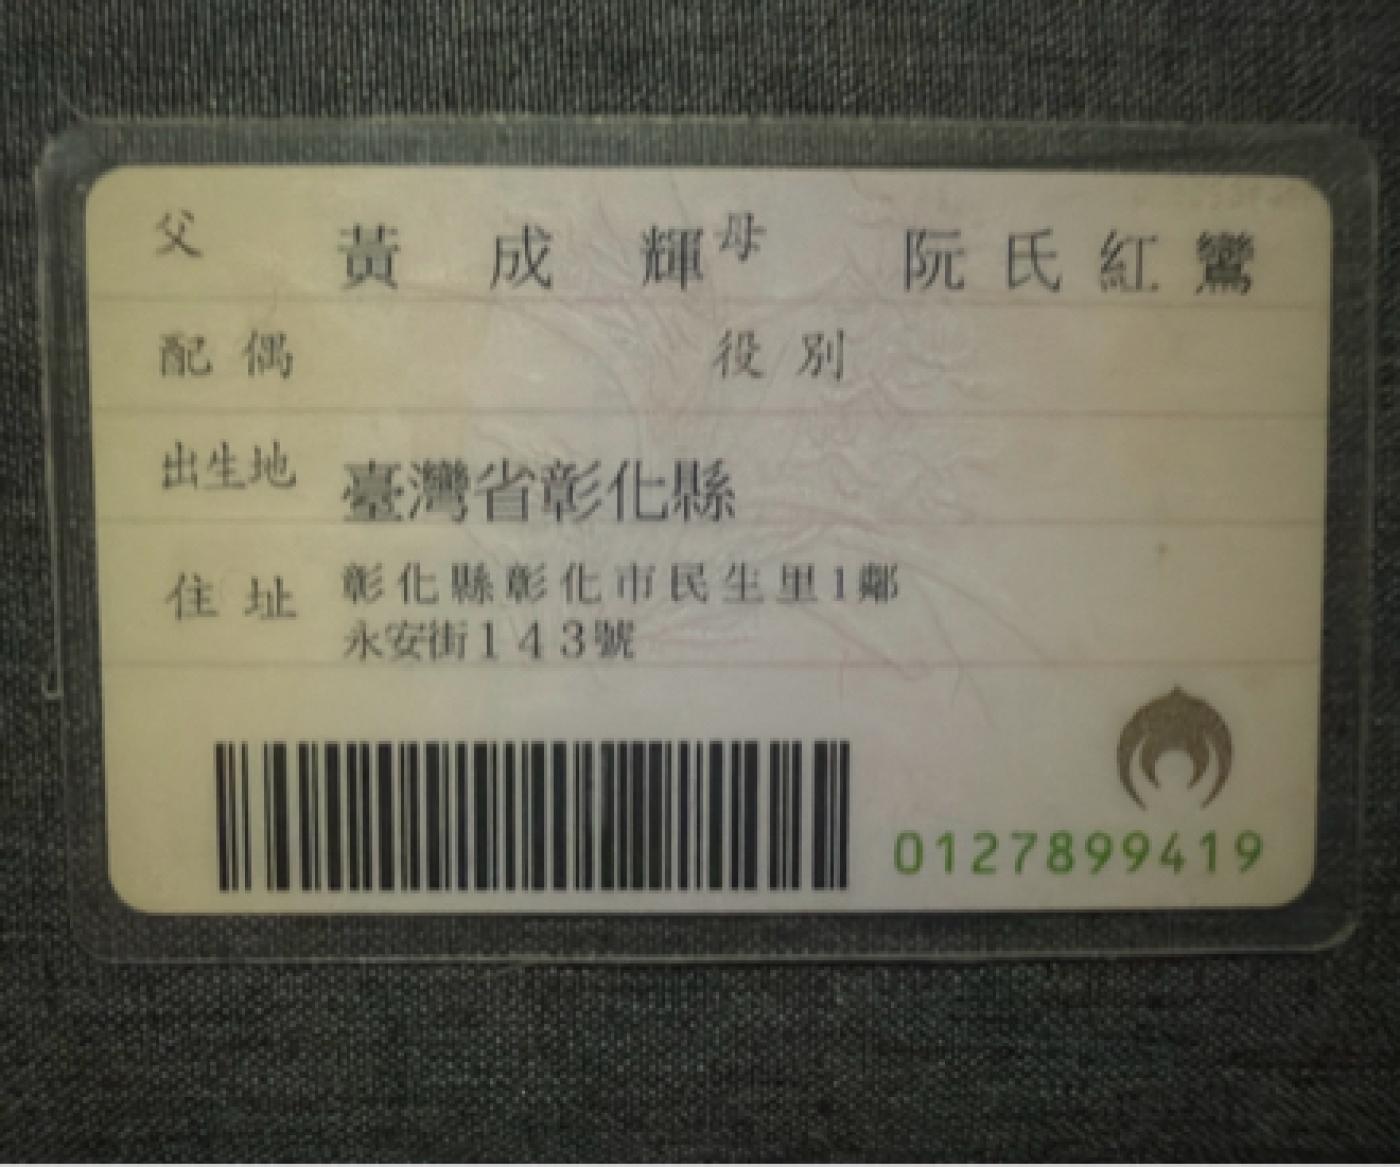 父 黃成輝 母 阮氏紅鸞
配偶 役別
出生地 臺灣省彰化縣
住址 彰化縣彰化市民生里1鄰
永安街143號
0127899419